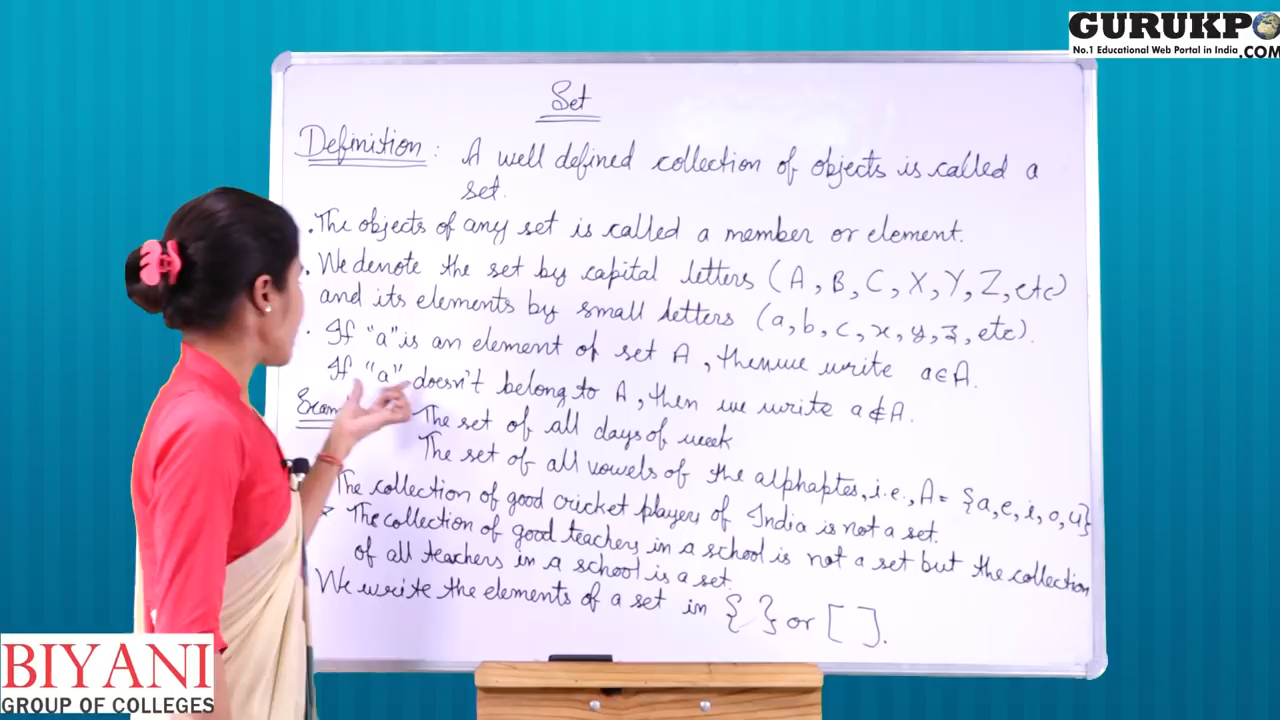 GURUKPO
No.1 Educational Web Portal in India .COM
Set
Definition : A well defined collection of objects is called a
set.
. The objects of any set is called a member or element.
. We denote the set by capital letters (A, B, C, X, Y, Z, etc)
and its elements by small letters (a, b, c, x, y, z, etc).
. If "a" is an element of set A, then we write a∈A.
If "a" doesn't belong to A, then we write a∉A.
The set of all days of week
The set of all vowels of the alphaptes, i.e., A = {a, e, i, o, u}
The collection of good cricket players of India is not a set.
The collection of good teachers in a school is not a set but the collection
of all teachers in a school is a set.
We write the elements of a set in { } or [ ].
BIYANI
GROUP OF COLLEGES